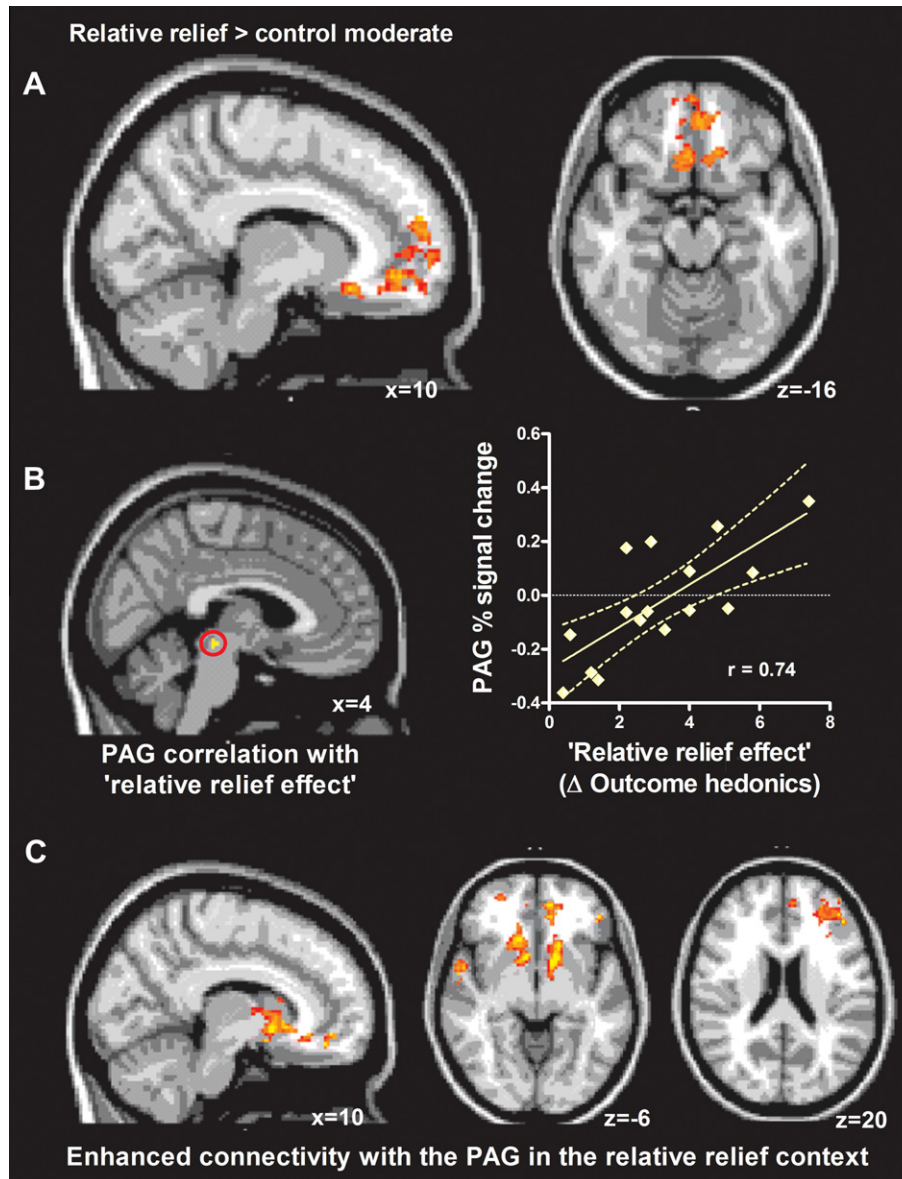 Relative relief > control moderate
A
x=10
z=-16
B
x=4
PAG correlation with
'relative relief effect'
PAG % signal change
0.6
0.4
0.2
0.0
-0.2
-0.4
r = 0.74
0
2
4
6
8
'Relative relief effect'
(Δ Outcome hedonics)
C
x=10
z=-6
z=20
Enhanced connectivity with the PAG in the relative relief context